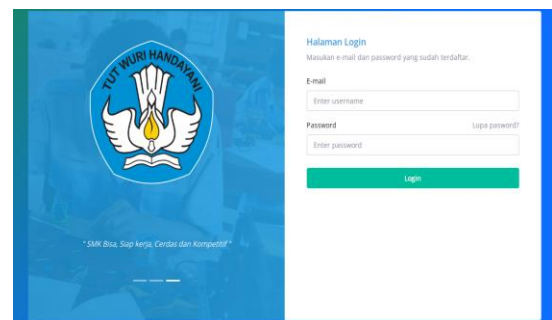 TUT WURI HANDAYANI
" SMK Bisa, Siap kerja, Cerdas dan Kompetitif "
Halaman Login
Masukan e-mail dan password yang sudah terdaftar.
E-mail
Enter username
Password Lupa pasword?
Enter password
Login